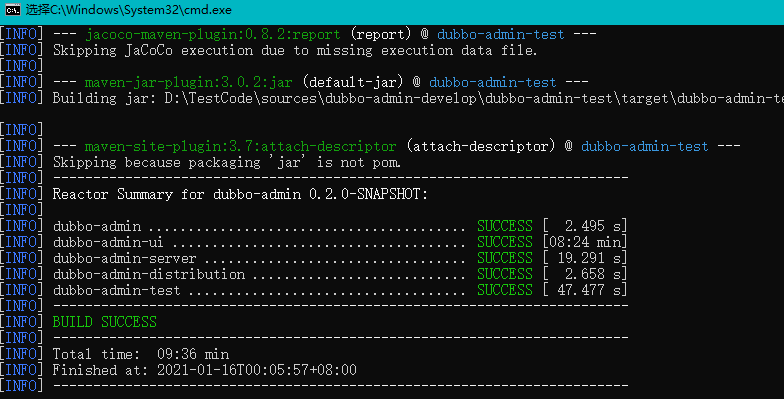 选择C:\Windows\System32\cmd.exe
[INFO] --- jacoco-maven-plugin:0.8.2:report (report) @ dubbo-admin-test ---
[INFO] Skipping JaCoCo execution due to missing execution data file.
[INFO]
[INFO] --- maven-jar-plugin:3.0.2:jar (default-jar) @ dubbo-admin-test ---
[INFO] Building jar: D:\TestCode\sources\dubbo-admin-develop\dubbo-admin-test\target\dubbo-admin-te
[INFO]
[INFO] --- maven-site-plugin:3.7:attach-descriptor (attach-descriptor) @ dubbo-admin-test ---
[INFO] Skipping because packaging 'jar' is not pom.
[INFO] ------------------------------------------------------------------------
[INFO] Reactor Summary for dubbo-admin 0.2.0-SNAPSHOT:
[INFO]
[INFO] dubbo-admin ........................................ SUCCESS [  2.495 s]
[INFO] dubbo-admin-ui ..................................... SUCCESS [08:24 min]
[INFO] dubbo-admin-server ................................. SUCCESS [ 19.291 s]
[INFO] dubbo-admin-distribution ........................... SUCCESS [  2.658 s]
[INFO] dubbo-admin-test ................................... SUCCESS [ 47.477 s]
[INFO] ------------------------------------------------------------------------
[INFO] BUILD SUCCESS
[INFO] ------------------------------------------------------------------------
[INFO] Total time:  09:36 min
[INFO] Finished at: 2021-01-16T00:05:57+08:00
[INFO] ------------------------------------------------------------------------